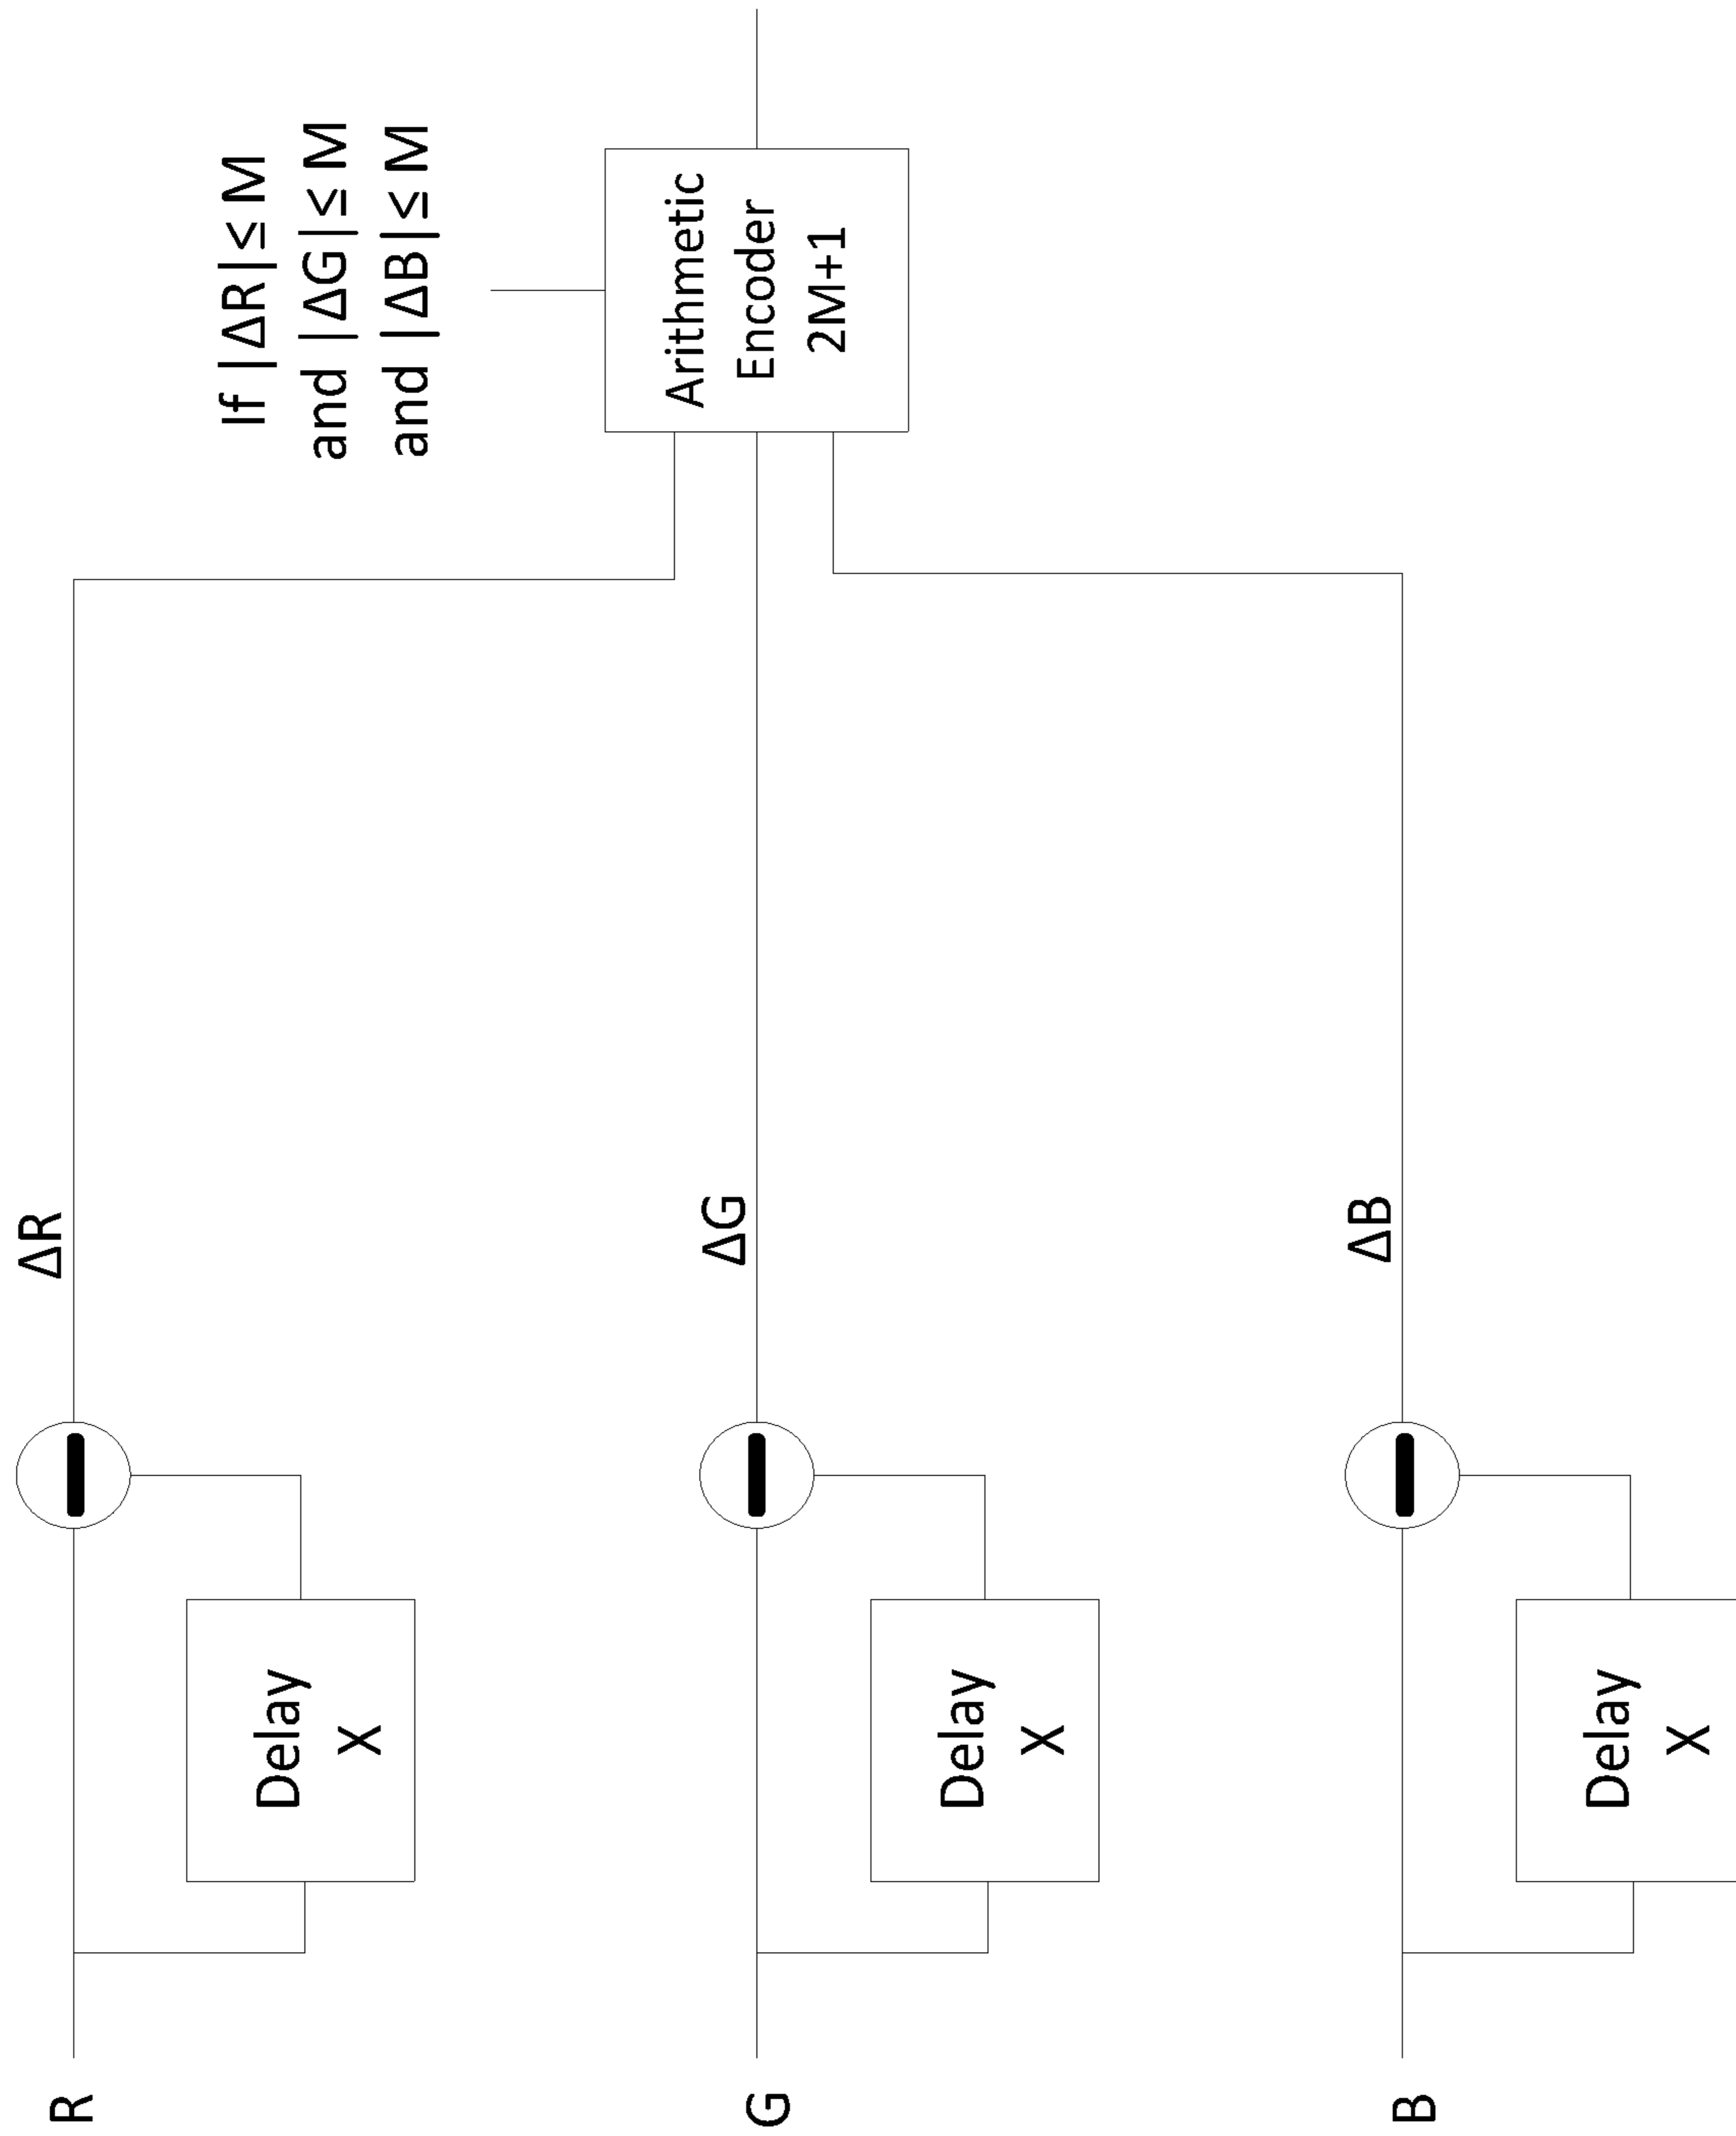 If |ΔR|≤ M
and |ΔG|≤ M
and |ΔB|≤ M
Arithmetic
Encoder
2M+1
ΔR
ΔG
ΔB
Delay
X
Delay
X
Delay
X
R
G
B